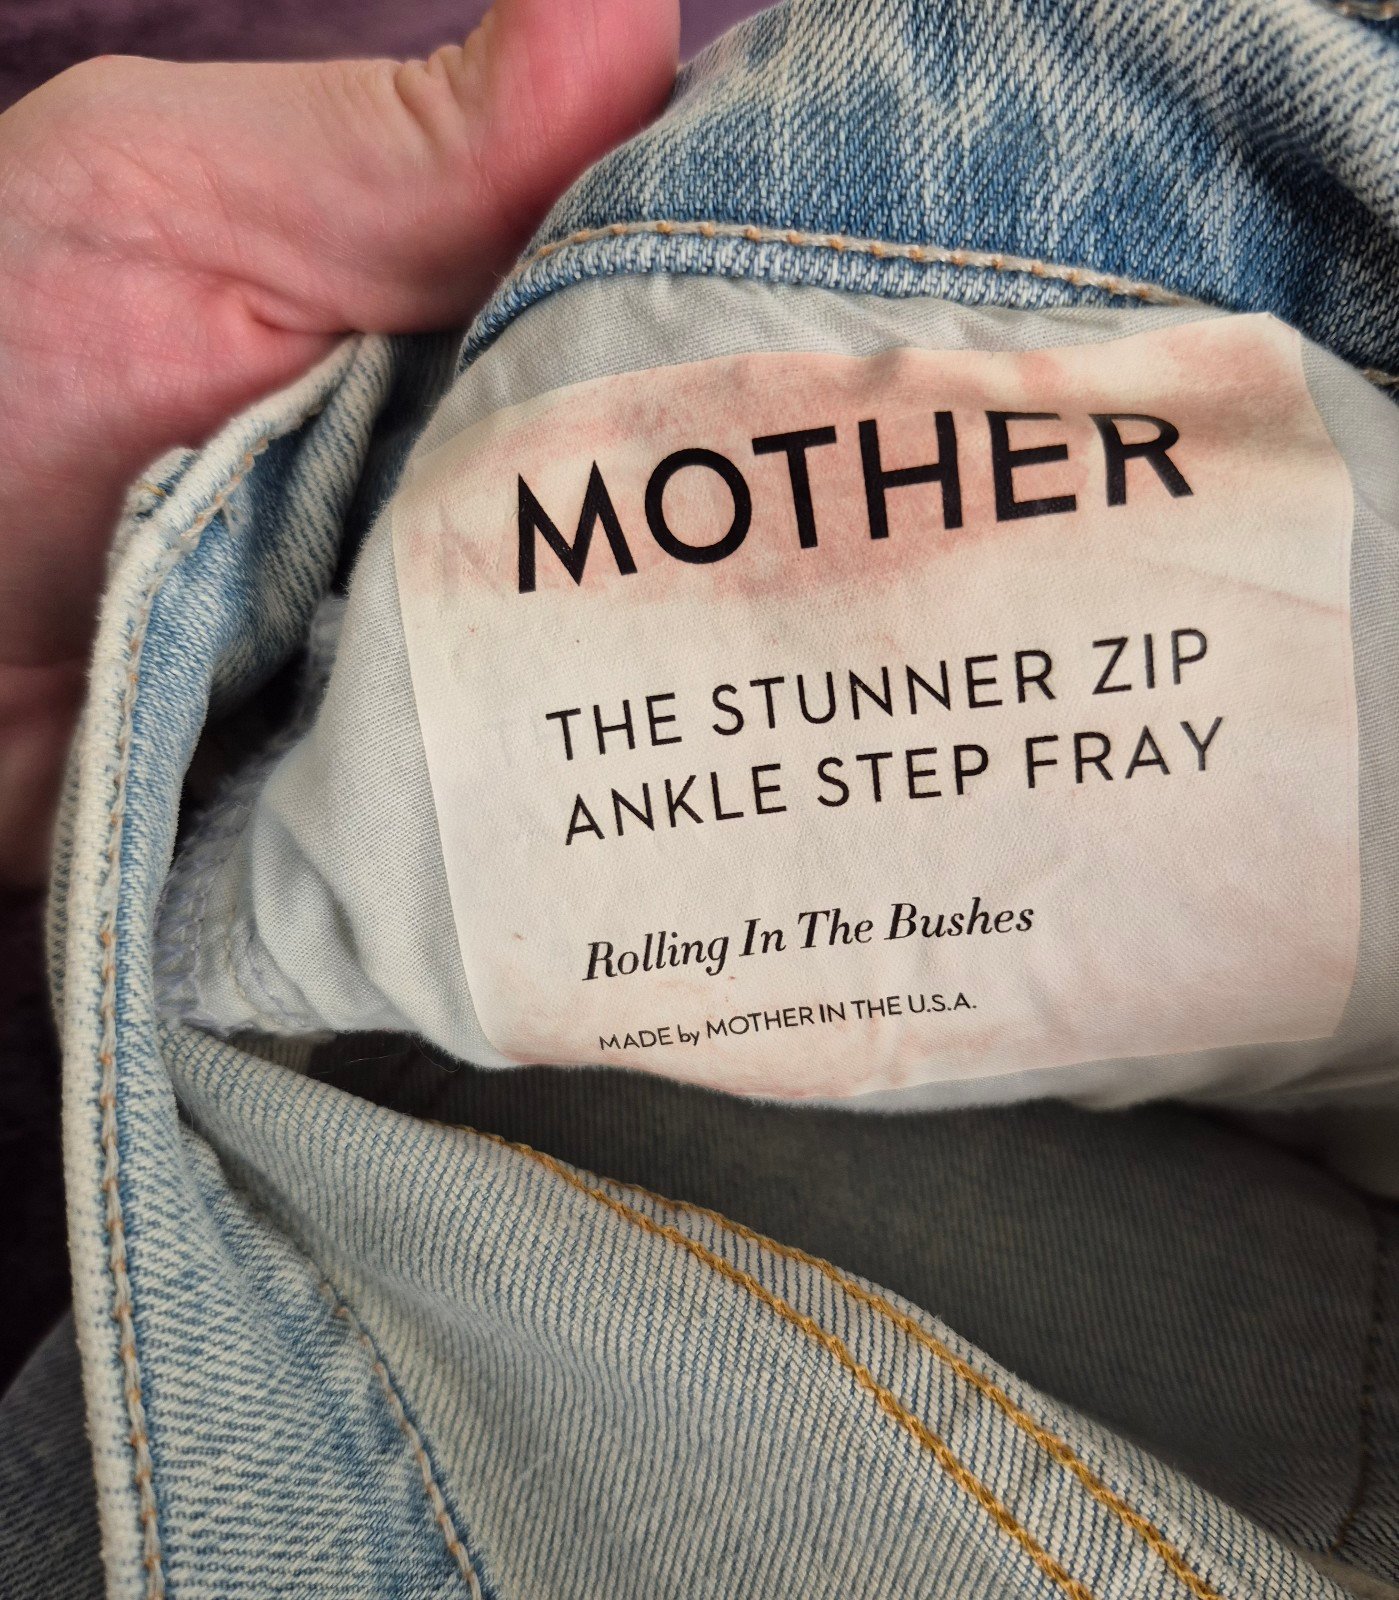 MOTHER
THE STUNNER ZIP
ANKLE STEP FRAY
Rolling In The Bushes
MADE by MOTHER IN THE U.S.A.